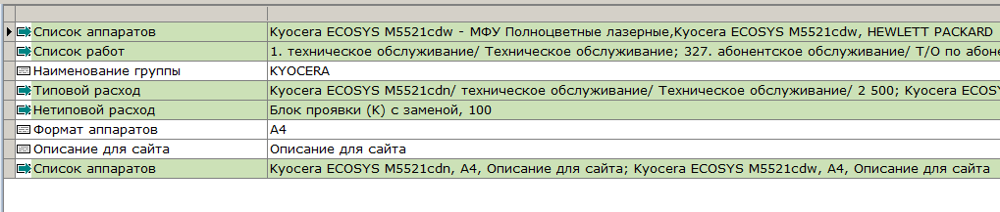 Список аппаратов Kyocera ECOSYS M5521cdw - МФУ Полноцветные лазерные,Kyocera ECOSYS M5521cdw, HEWLETT PACKARD
Список работ 1. техническое обслуживание/ Техническое обслуживание; 327. абонентское обслуживание/ Т/О по абоне
Наименование группы KYOCERA
Типовой расход Kyocera ECOSYS M5521cdn/ техническое обслуживание/ Техническое обслуживание/ 2 500; Kyocera ECOSYS
Нетиповой расход Блок проявки (K) с заменой, 100
Формат аппаратов A4
Описание для сайта Описание для сайта
Список аппаратов Kyocera ECOSYS M5521cdn, A4, Описание для сайта; Kyocera ECOSYS M5521cdw, A4, Описание для сайта